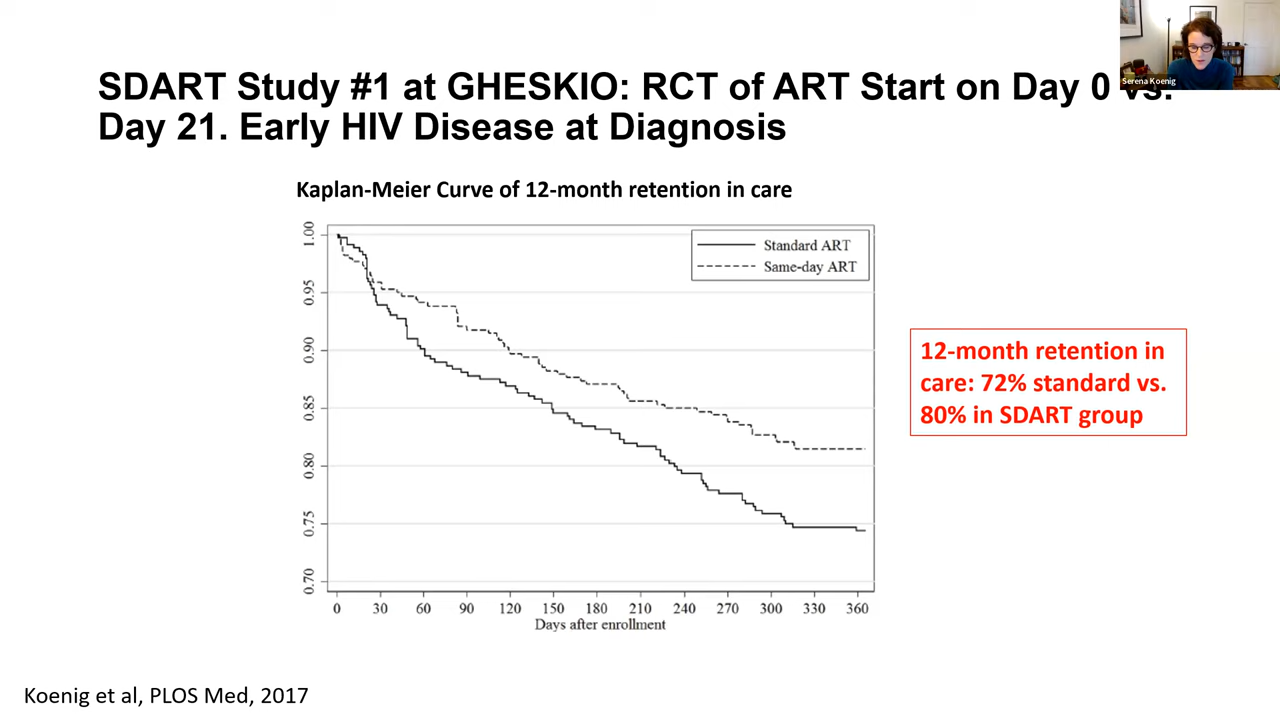 Serena Koenig
SDART Study #1 at GHESKIO: RCT of ART Start on Day 0 vs.
Day 21. Early HIV Disease at Diagnosis
Kaplan-Meier Curve of 12-month retention in care
Standard ART
Same-day ART
1.00
0.95
0.90
0.85
0.80
0.75
0.70
0 30 60 90 120 150 180 210 240 270 300 330 360
Days after enrollment
12-month retention in
care: 72% standard vs.
80% in SDART group
Koenig et al, PLOS Med, 2017